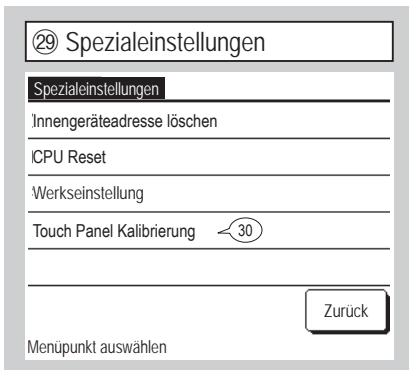 ㉙ Spezialeinstellungen
Spezialeinstellungen
Innengeräteadresse löschen
CPU Reset
Werkseinstellung
Touch Panel Kalibrierung 30
Zurück
Menüpunkt auswählen